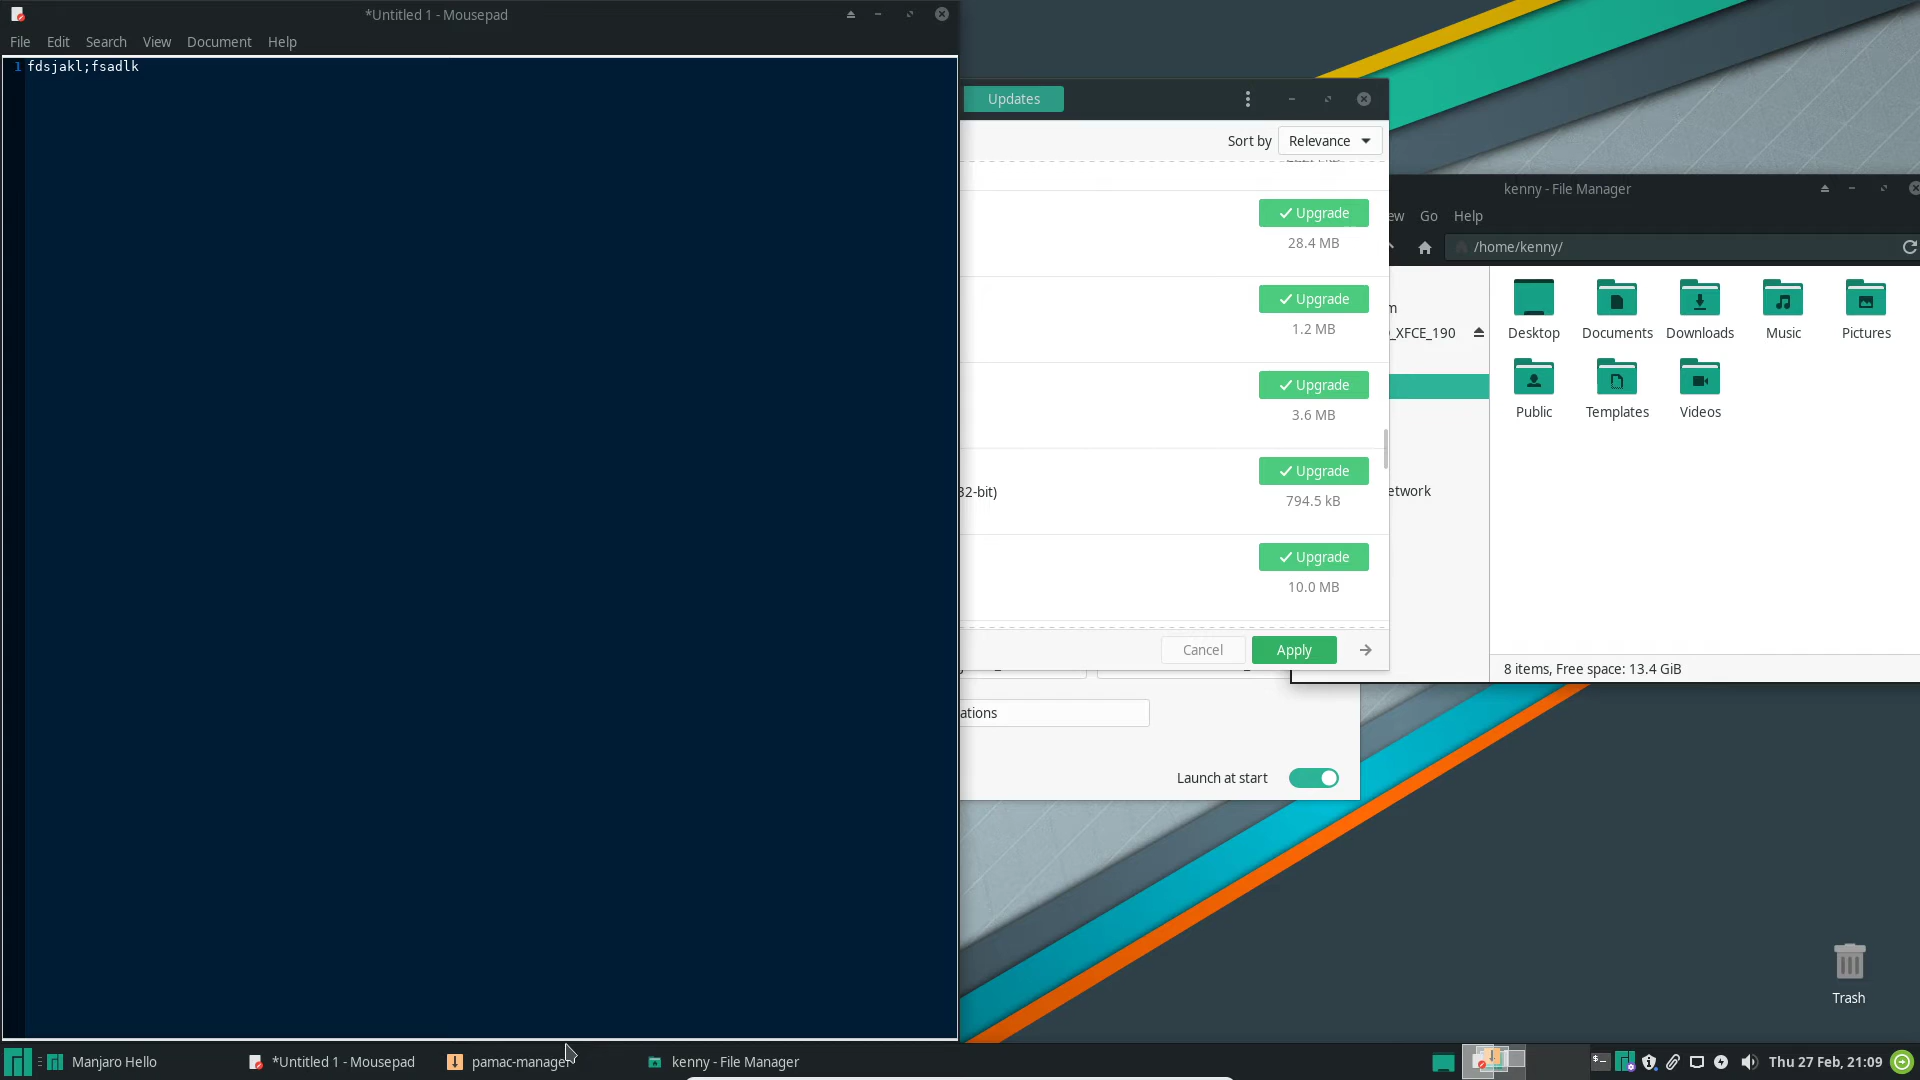 *Untitled 1 - Mousepad
File Edit Search View Document Help
1 fdsjakl;fsadlk
Updates
Sort by Relevance
Upgrade
28.4 MB
Upgrade
1.2 MB
Upgrade
3.6 MB
Upgrade
32-bit)
794.5 kB
Upgrade
10.0 MB
Cancel Apply
ations
Launch at start
kenny - File Manager
ew Go Help
/home/kenny/
m
_XFCE_190
etwork
Desktop Documents Downloads Music Pictures
Public Templates Videos
8 items, Free space: 13.4 GiB
Trash
Manjaro Hello *Untitled 1 - Mousepad pamac-manager kenny - File Manager Thu 27 Feb, 21:09